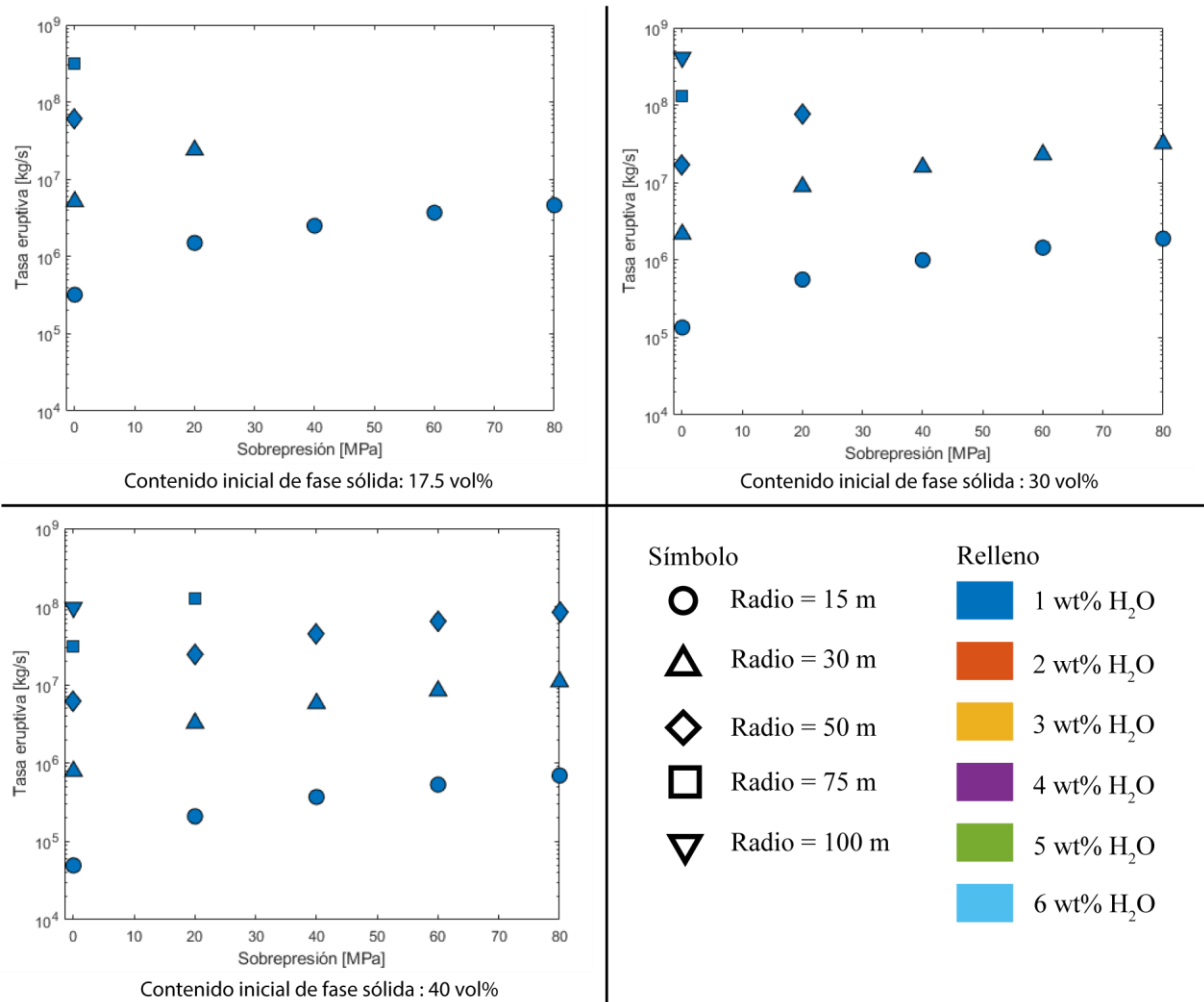 10^9
10^8
10^7
10^6
10^5
10^4
Tasa eruptiva [kg/s]
0 10 20 30 40 50 60 70 80
Sobrepresión [MPa]
Contenido inicial de fase sólida: 17.5 vol%
10^9
10^8
10^7
10^6
10^5
10^4
Tasa eruptiva [kg/s]
0 10 20 30 40 50 60 70 80
Sobrepresión [MPa]
Contenido inicial de fase sólida : 30 vol%
10^9
10^8
10^7
10^6
10^5
10^4
Tasa eruptiva [kg/s]
0 10 20 30 40 50 60 70 80
Sobrepresión [MPa]
Contenido inicial de fase sólida : 40 vol%
Símbolo
Radio = 15 m
Radio = 30 m
Radio = 50 m
Radio = 75 m
Radio = 100 m
Relleno
1 wt% H₂O
2 wt% H₂O
3 wt% H₂O
4 wt% H₂O
5 wt% H₂O
6 wt% H₂O